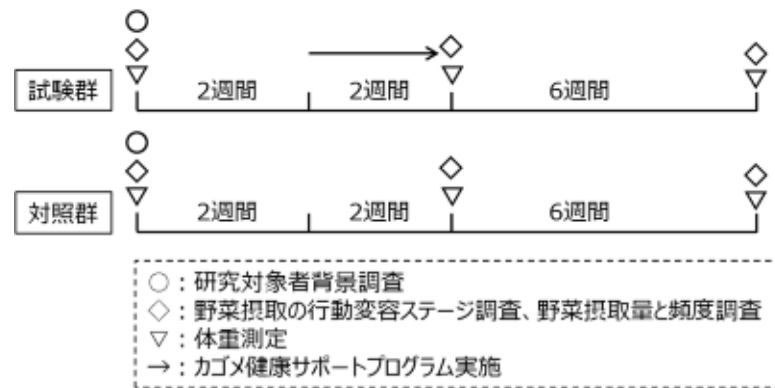 試験群 2週間 2週間 6週間
対照群 2週間 2週間 6週間
○：研究対象者背景調査
◇：野菜摂取の行動変容ステージ調査、野菜摂取量と頻度調査
▽：体重測定
→：カゴメ健康サポートプログラム実施